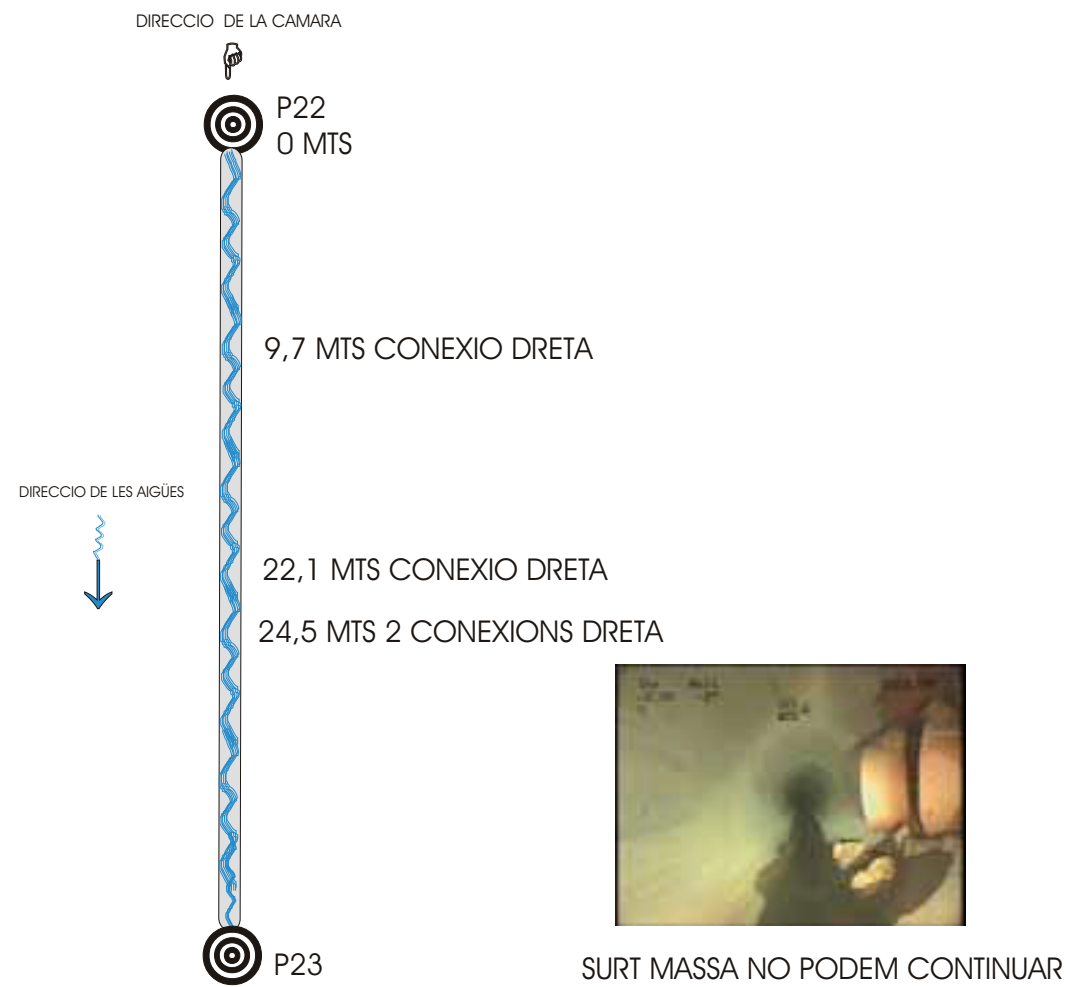 DIRECCIO DE LA CAMARA
P22
0 MTS
9,7 MTS CONEXIO DRETA
DIRECCIO DE LES AIGÜES
22,1 MTS CONEXIO DRETA
24,5 MTS 2 CONEXIONS DRETA
P23
SURT MASSA NO PODEM CONTINUAR